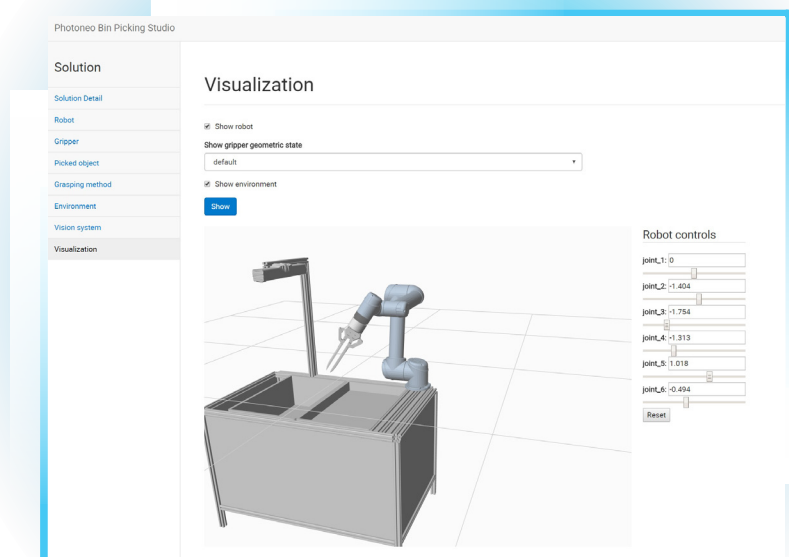 Photoneo Bin Picking Studio
Solution
Solution Detail
Robot
Gripper
Picked object
Grasping method
Environment
Vision system
Visualization
Visualization
Show robot
Show gripper geometric state
default
Show environment
Show
Robot controls
joint_1: 0
joint_2: -1.404
joint_3: -1.754
joint_4: -1.313
joint_5: 1.018
joint_6: -0.494
Reset